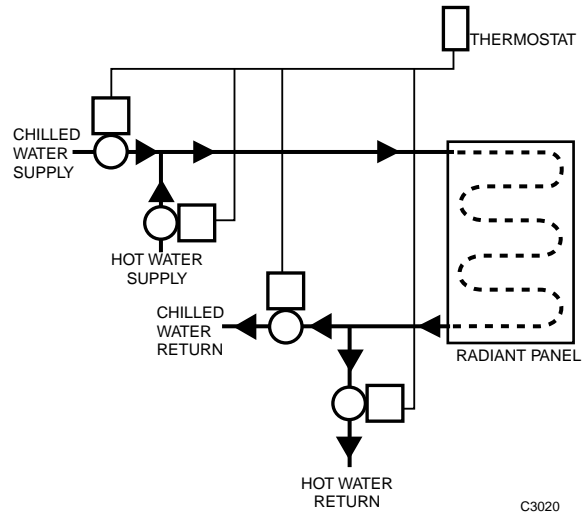 THERMOSTAT
CHILLED
WATER
SUPPLY
HOT WATER
SUPPLY
CHILLED
WATER
RETURN
RADIANT PANEL
HOT WATER
RETURN
C3020